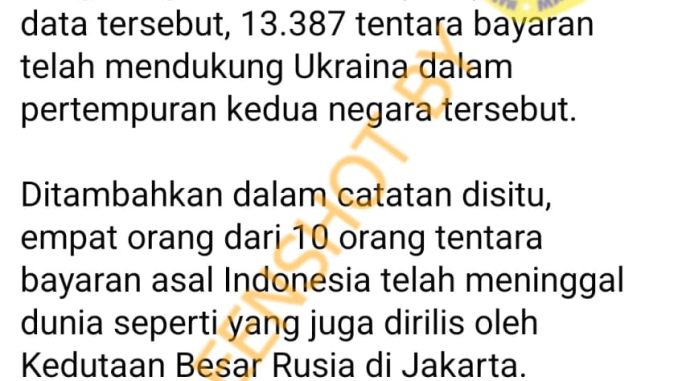 data tersebut, 13.387 tentara bayaran
telah mendukung Ukraina dalam
pertempuran kedua negara tersebut.
Ditambahkan dalam catatan disitu,
empat orang dari 10 orang tentara
bayaran asal Indonesia telah meninggal
dunia seperti yang juga dirilis oleh
Kedutaan Besar Rusia di Jakarta.
BY